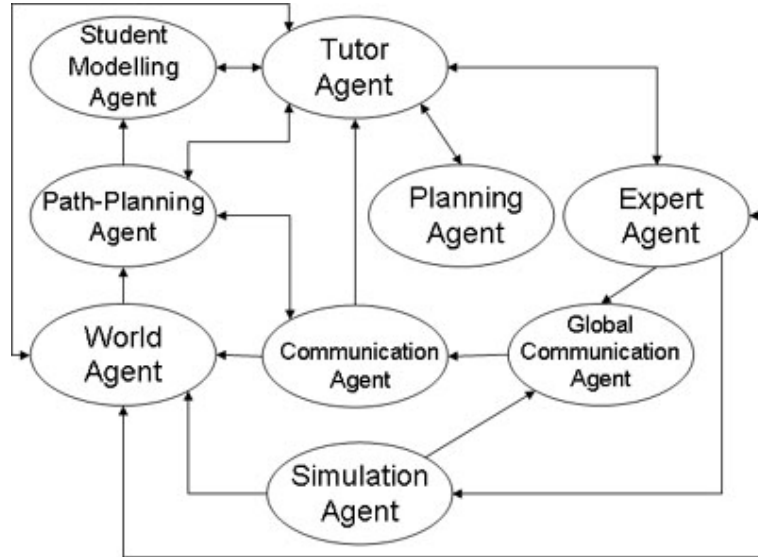 Student
Modelling
Agent
Tutor
Agent
Path-Planning
Agent
Planning
Agent
Expert
Agent
World
Agent
Communication
Agent
Global
Communication
Agent
Simulation
Agent